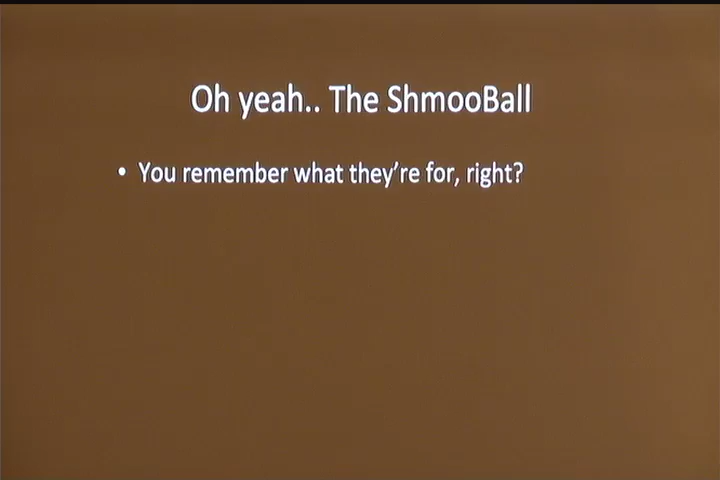 Oh yeah.. The ShmooBall
• You remember what they're for, right?